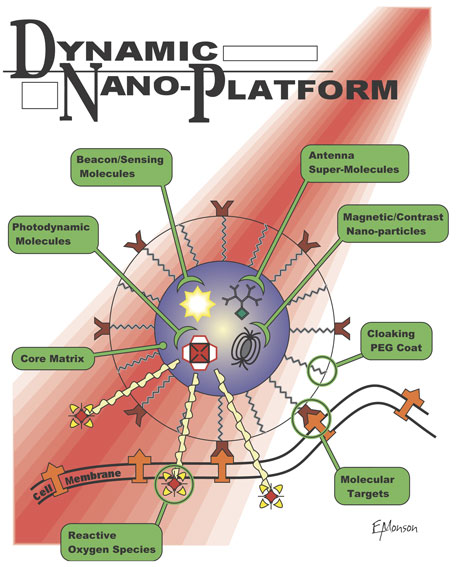 DYNAMIC
NANO-PLATFORM
Beacon/Sensing
Molecules
Antenna
Super-Molecules
Photodynamic
Molecules
Magnetic/Contrast
Nano-particles
Core Matrix
Cloaking
PEG Coat
Cell Membrane
Molecular
Targets
Reactive
Oxygen Species
E Monson